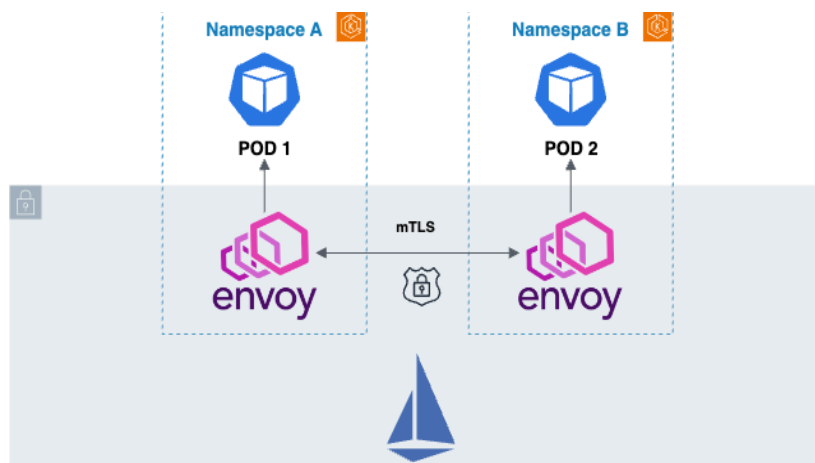 Namespace A
Namespace B
POD 1
POD 2
mTLS
envoy
envoy